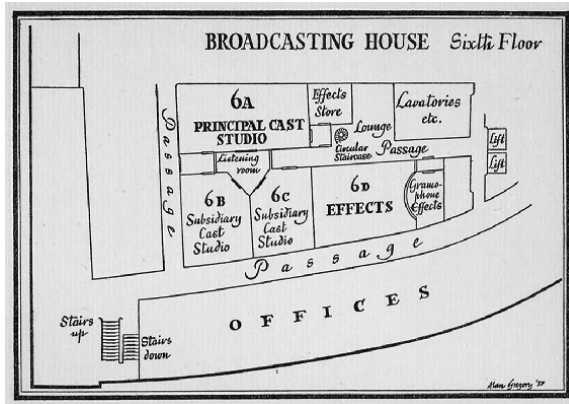 BROADCASTING HOUSE Sixth Floor
6A
PRINCIPAL CAST
STUDIO
Effects
Store
Lavatories
etc.
Lounge
Circular
Staircase
Passage
Lift
Lift
Passage
Listening
room
6B
Subsidiary
Cast
Studio
6C
Subsidiary
Cast
Studio
6D
EFFECTS
Gramo-
phone
Effects
Passage
OFFICES
Stairs
up
Stairs
down
Alan Gregory